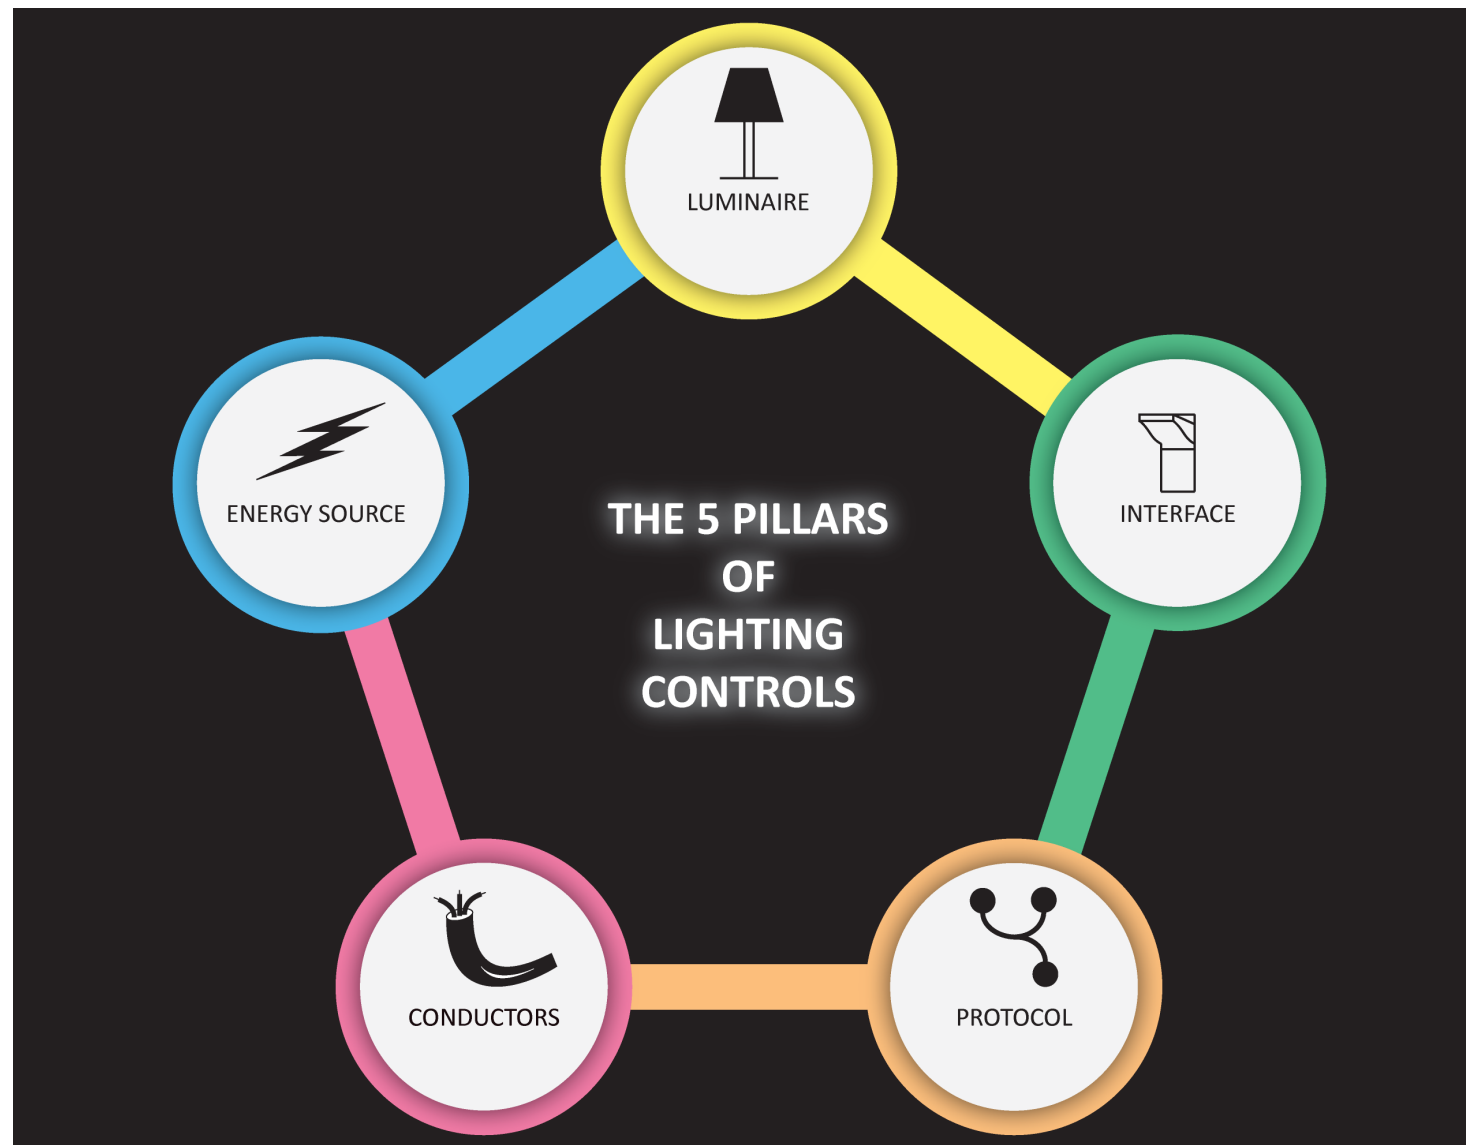 LUMINAIRE
ENERGY SOURCE
INTERFACE
THE 5 PILLARS
OF
LIGHTING
CONTROLS
CONDUCTORS
PROTOCOL